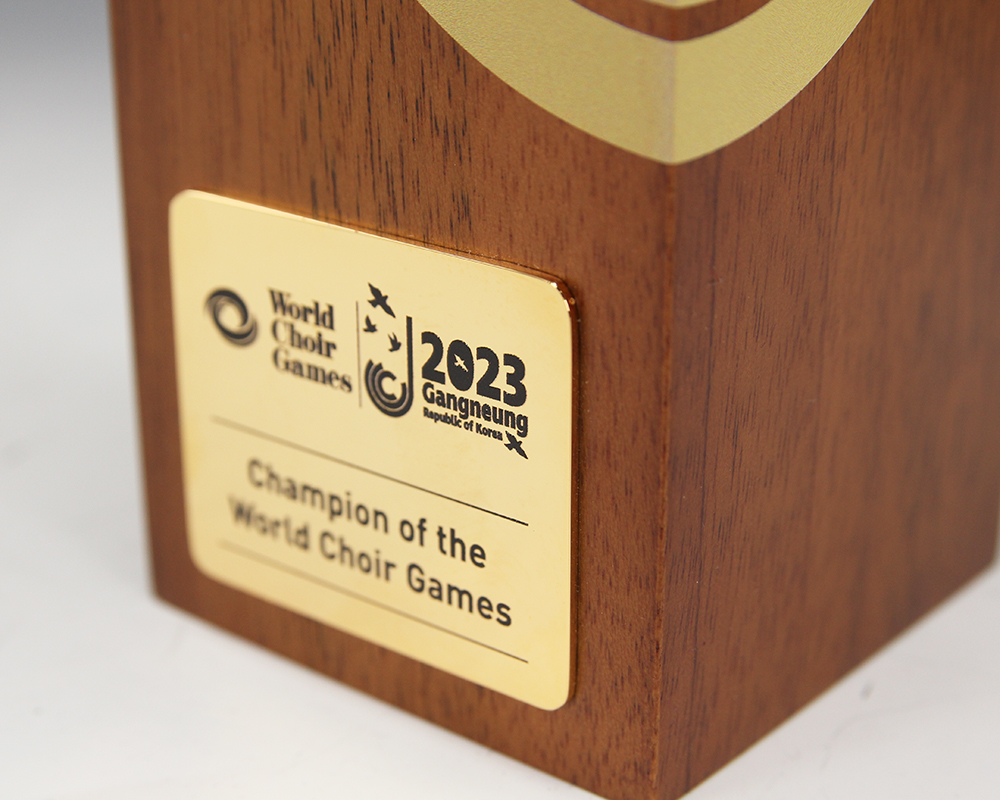 World
Choir
Games
2023
Gangneung
Republic of Korea
Champion of the
World Choir Games